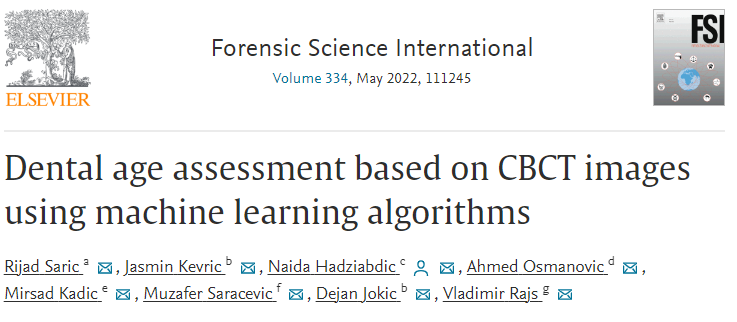 Forensic Science International
FSI
Volume 334, May 2022, 111245
ELSEVIER
Dental age assessment based on CBCT images
using machine learning algorithms
Rijad Saric a, Jasmin Kevric b, Naida Hadziabdic c, Ahmed Osmanovic d,
Mirsad Kadic e, Muzafer Saracevic f, Dejan Jokic b, Vladimir Rajs g